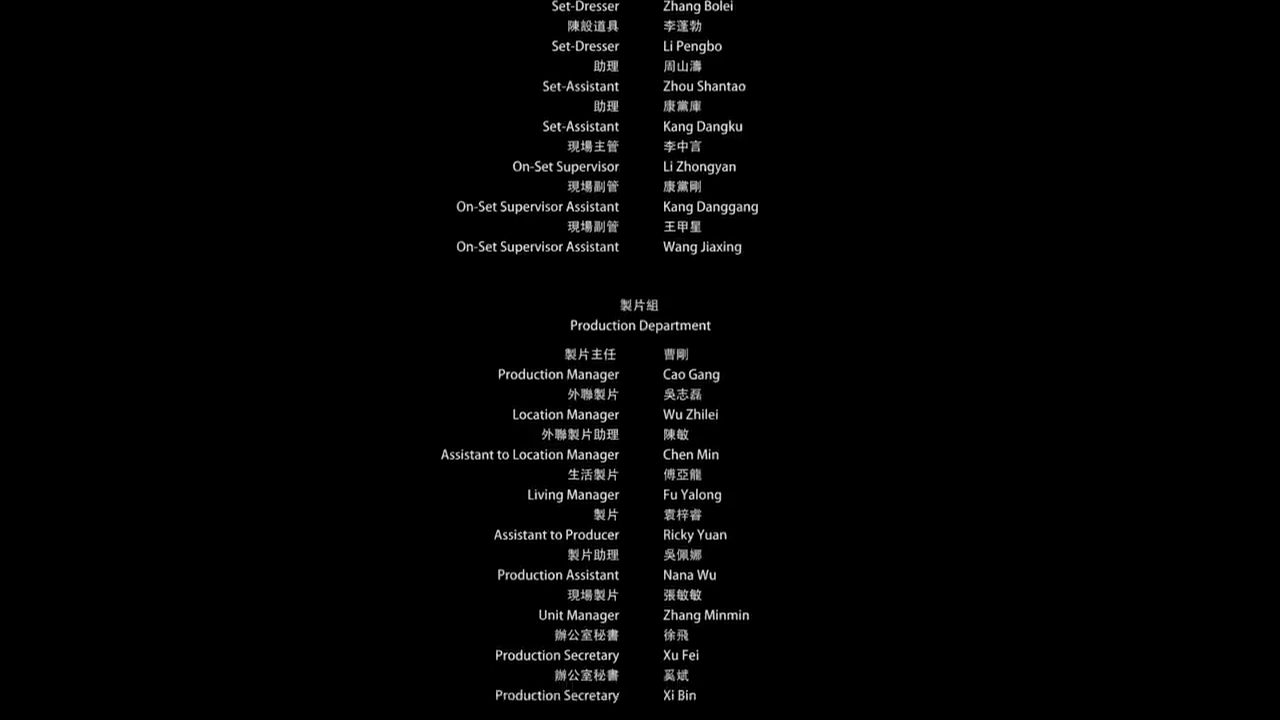 Set-Dresser Zhang Bolei
陳設道具 李蓬勃
Set-Dresser Li Pengbo
助理 周山濤
Set-Assistant Zhou Shantao
助理 康黨庫
Set-Assistant Kang Dangku
現場主管 李中言
On-Set Supervisor Li Zhongyan
現場副管 康黨剛
On-Set Supervisor Assistant Kang Danggang
現場副管 王甲星
On-Set Supervisor Assistant Wang Jiaxing
製片組
Production Department
製片主任 曹剛
Production Manager Cao Gang
外聯製片 吳志磊
Location Manager Wu Zhilei
外聯製片助理 陳敏
Assistant to Location Manager Chen Min
生活製片 傅亞龍
Living Manager Fu Yalong
製片 袁梓睿
Assistant to Producer Ricky Yuan
製片助理 吳佩娜
Production Assistant Nana Wu
現場製片 張敏敏
Unit Manager Zhang Minmin
辦公室秘書 徐飛
Production Secretary Xu Fei
辦公室秘書 奚斌
Production Secretary Xi Bin